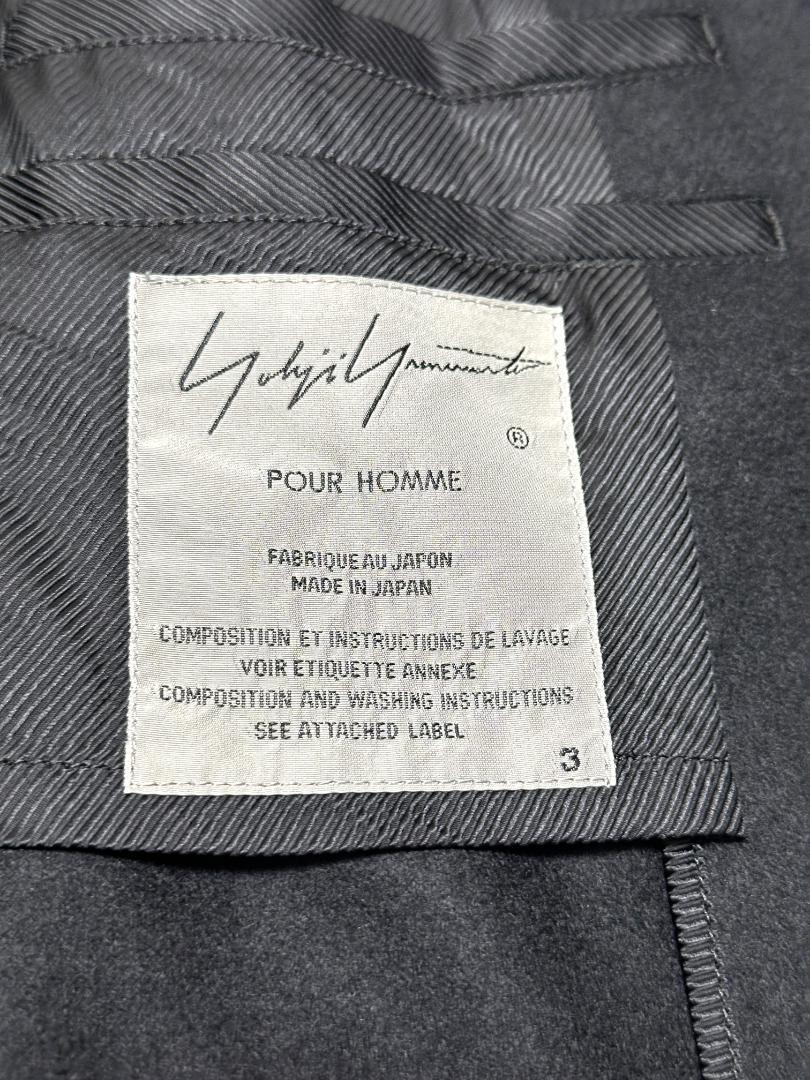 Yohji Yamamoto
®
POUR HOMME
FABRIQUE AU JAPON
MADE IN JAPAN
COMPOSITION ET INSTRUCTIONS DE LAVAGE
VOIR ETIQUETTE ANNEXE
COMPOSITION AND WASHING INSTRUCTIONS
SEE ATTACHED LABEL
3